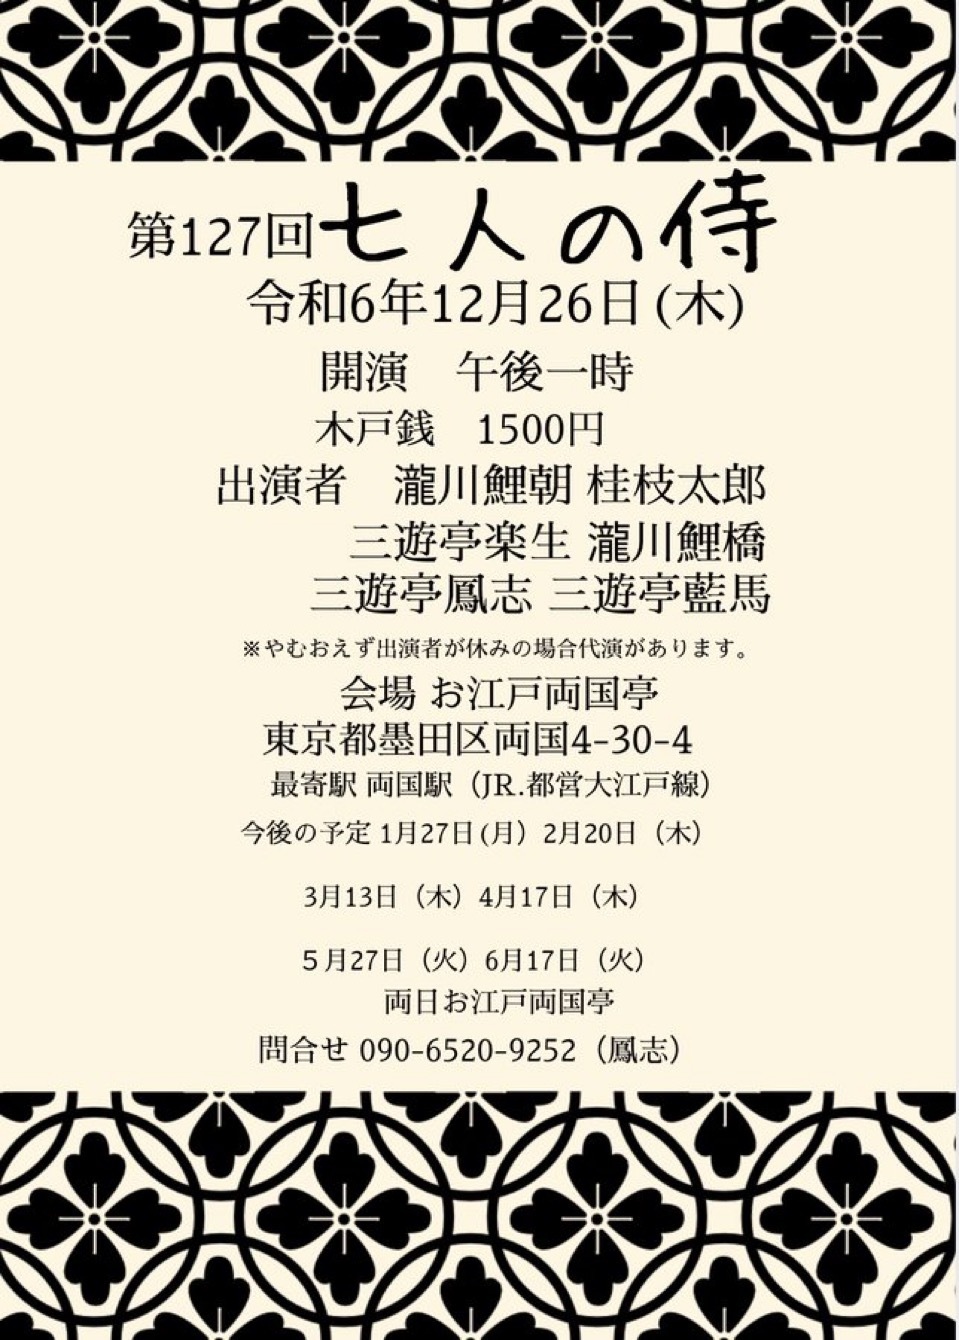 第127回七人の侍
令和6年12月26日(木)
開演　午後一時
木戸銭　1500円
出演者　瀧川鯉朝 桂枝太郎
三遊亭楽生 瀧川鯉橋
三遊亭鳳志 三遊亭藍馬
※やむおえず出演者が休みの場合代演があります。
会場 お江戸両国亭
東京都墨田区両国4-30-4
最寄駅 両国駅（JR.都営大江戸線）
今後の予定 1月27日(月）2月20日（木）
3月13日（木）4月17日（木）
５月27日（火）6月17日（火）
両日お江戸両国亭
問合せ 090-6520-9252（鳳志）